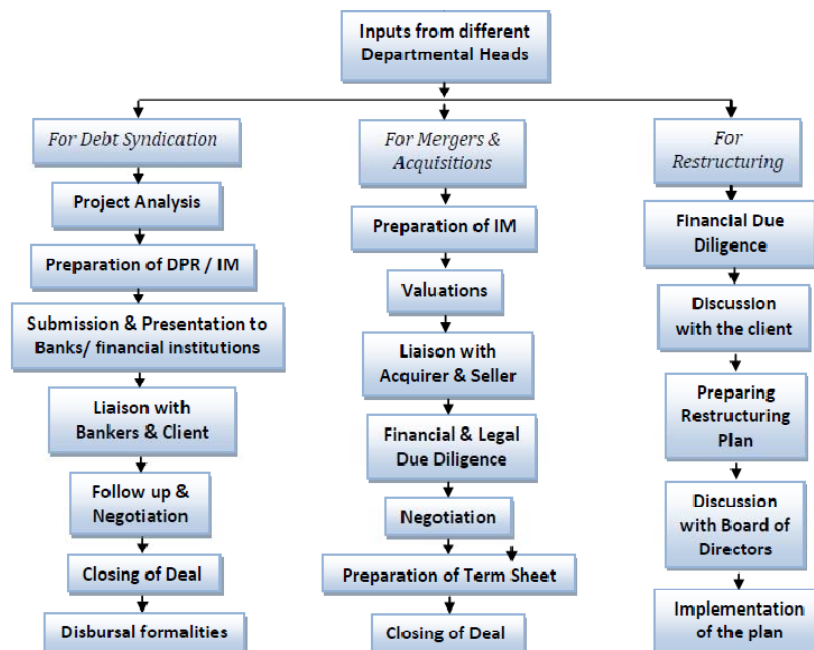 Inputs from different
Departmental Heads
For Debt Syndication
Project Analysis
Preparation of DPR / IM
Submission & Presentation to
Banks/ financial institutions
Liaison with
Bankers & Client
Follow up &
Negotiation
Closing of Deal
Disbursal formalities
For Mergers &
Acquisitions
Preparation of IM
Valuations
Liaison with
Acquirer & Seller
Financial & Legal
Due Diligence
Negotiation
Preparation of Term Sheet
Closing of Deal
For
Restructuring
Financial Due
Diligence
Discussion
with the client
Preparing
Restructuring
Plan
Discussion
with Board of
Directors
Implementation
of the plan